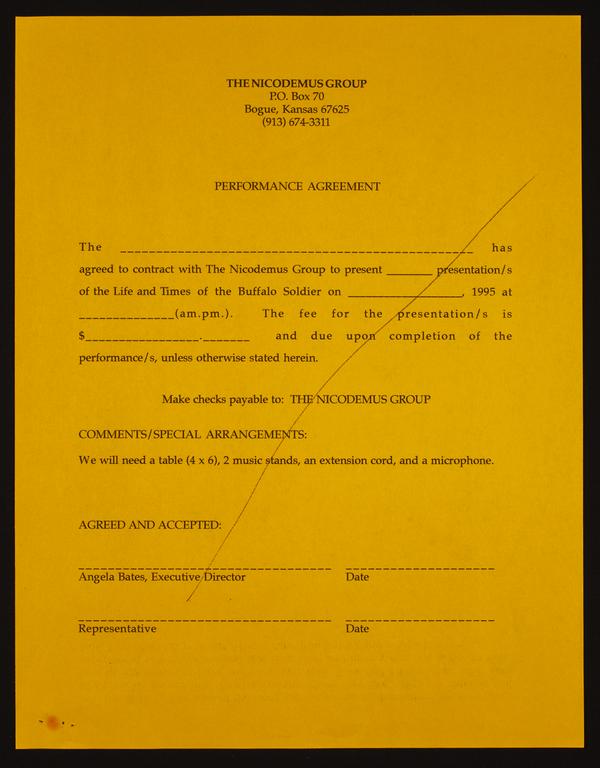 THE NICODEMUS GROUP
P.O. Box 70
Bogue, Kansas 67625
(913) 674-3311
PERFORMANCE AGREEMENT
The ________________________________________________ has
agreed to contract with The Nicodemus Group to present ________ presentation/s
of the Life and Times of the Buffalo Soldier on ____________________, 1995 at
_____________(am.pm.). The fee for the presentation/s is
$________________._______ and due upon completion of the
performance/s, unless otherwise stated herein.
Make checks payable to: THE NICODEMUS GROUP
COMMENTS/SPECIAL ARRANGEMENTS:
We will need a table (4 x 6), 2 music stands, an extension cord, and a microphone.
AGREED AND ACCEPTED:
Angela Bates, Executive Director Date
Representative Date